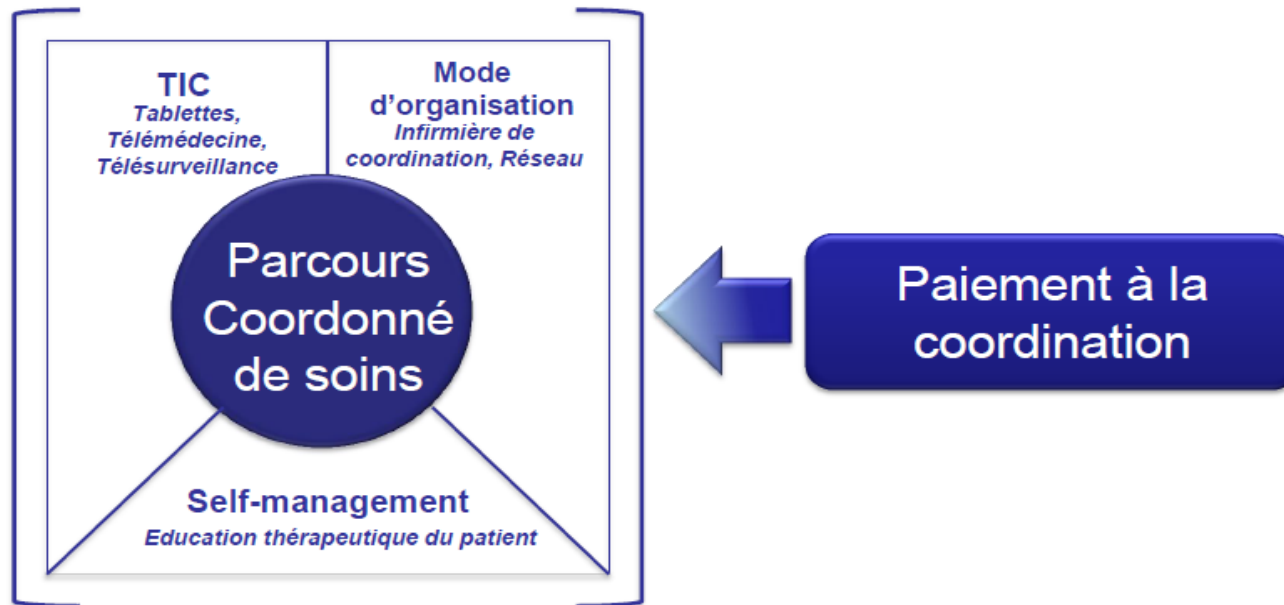 TIC
Tablettes,
Télémédecine,
Télésurveillance
Mode
d'organisation
Infirmière de
coordination, Réseau
Parcours
Coordonné
de soins
Self-management
Education thérapeutique du patient
Paiement à la
coordination